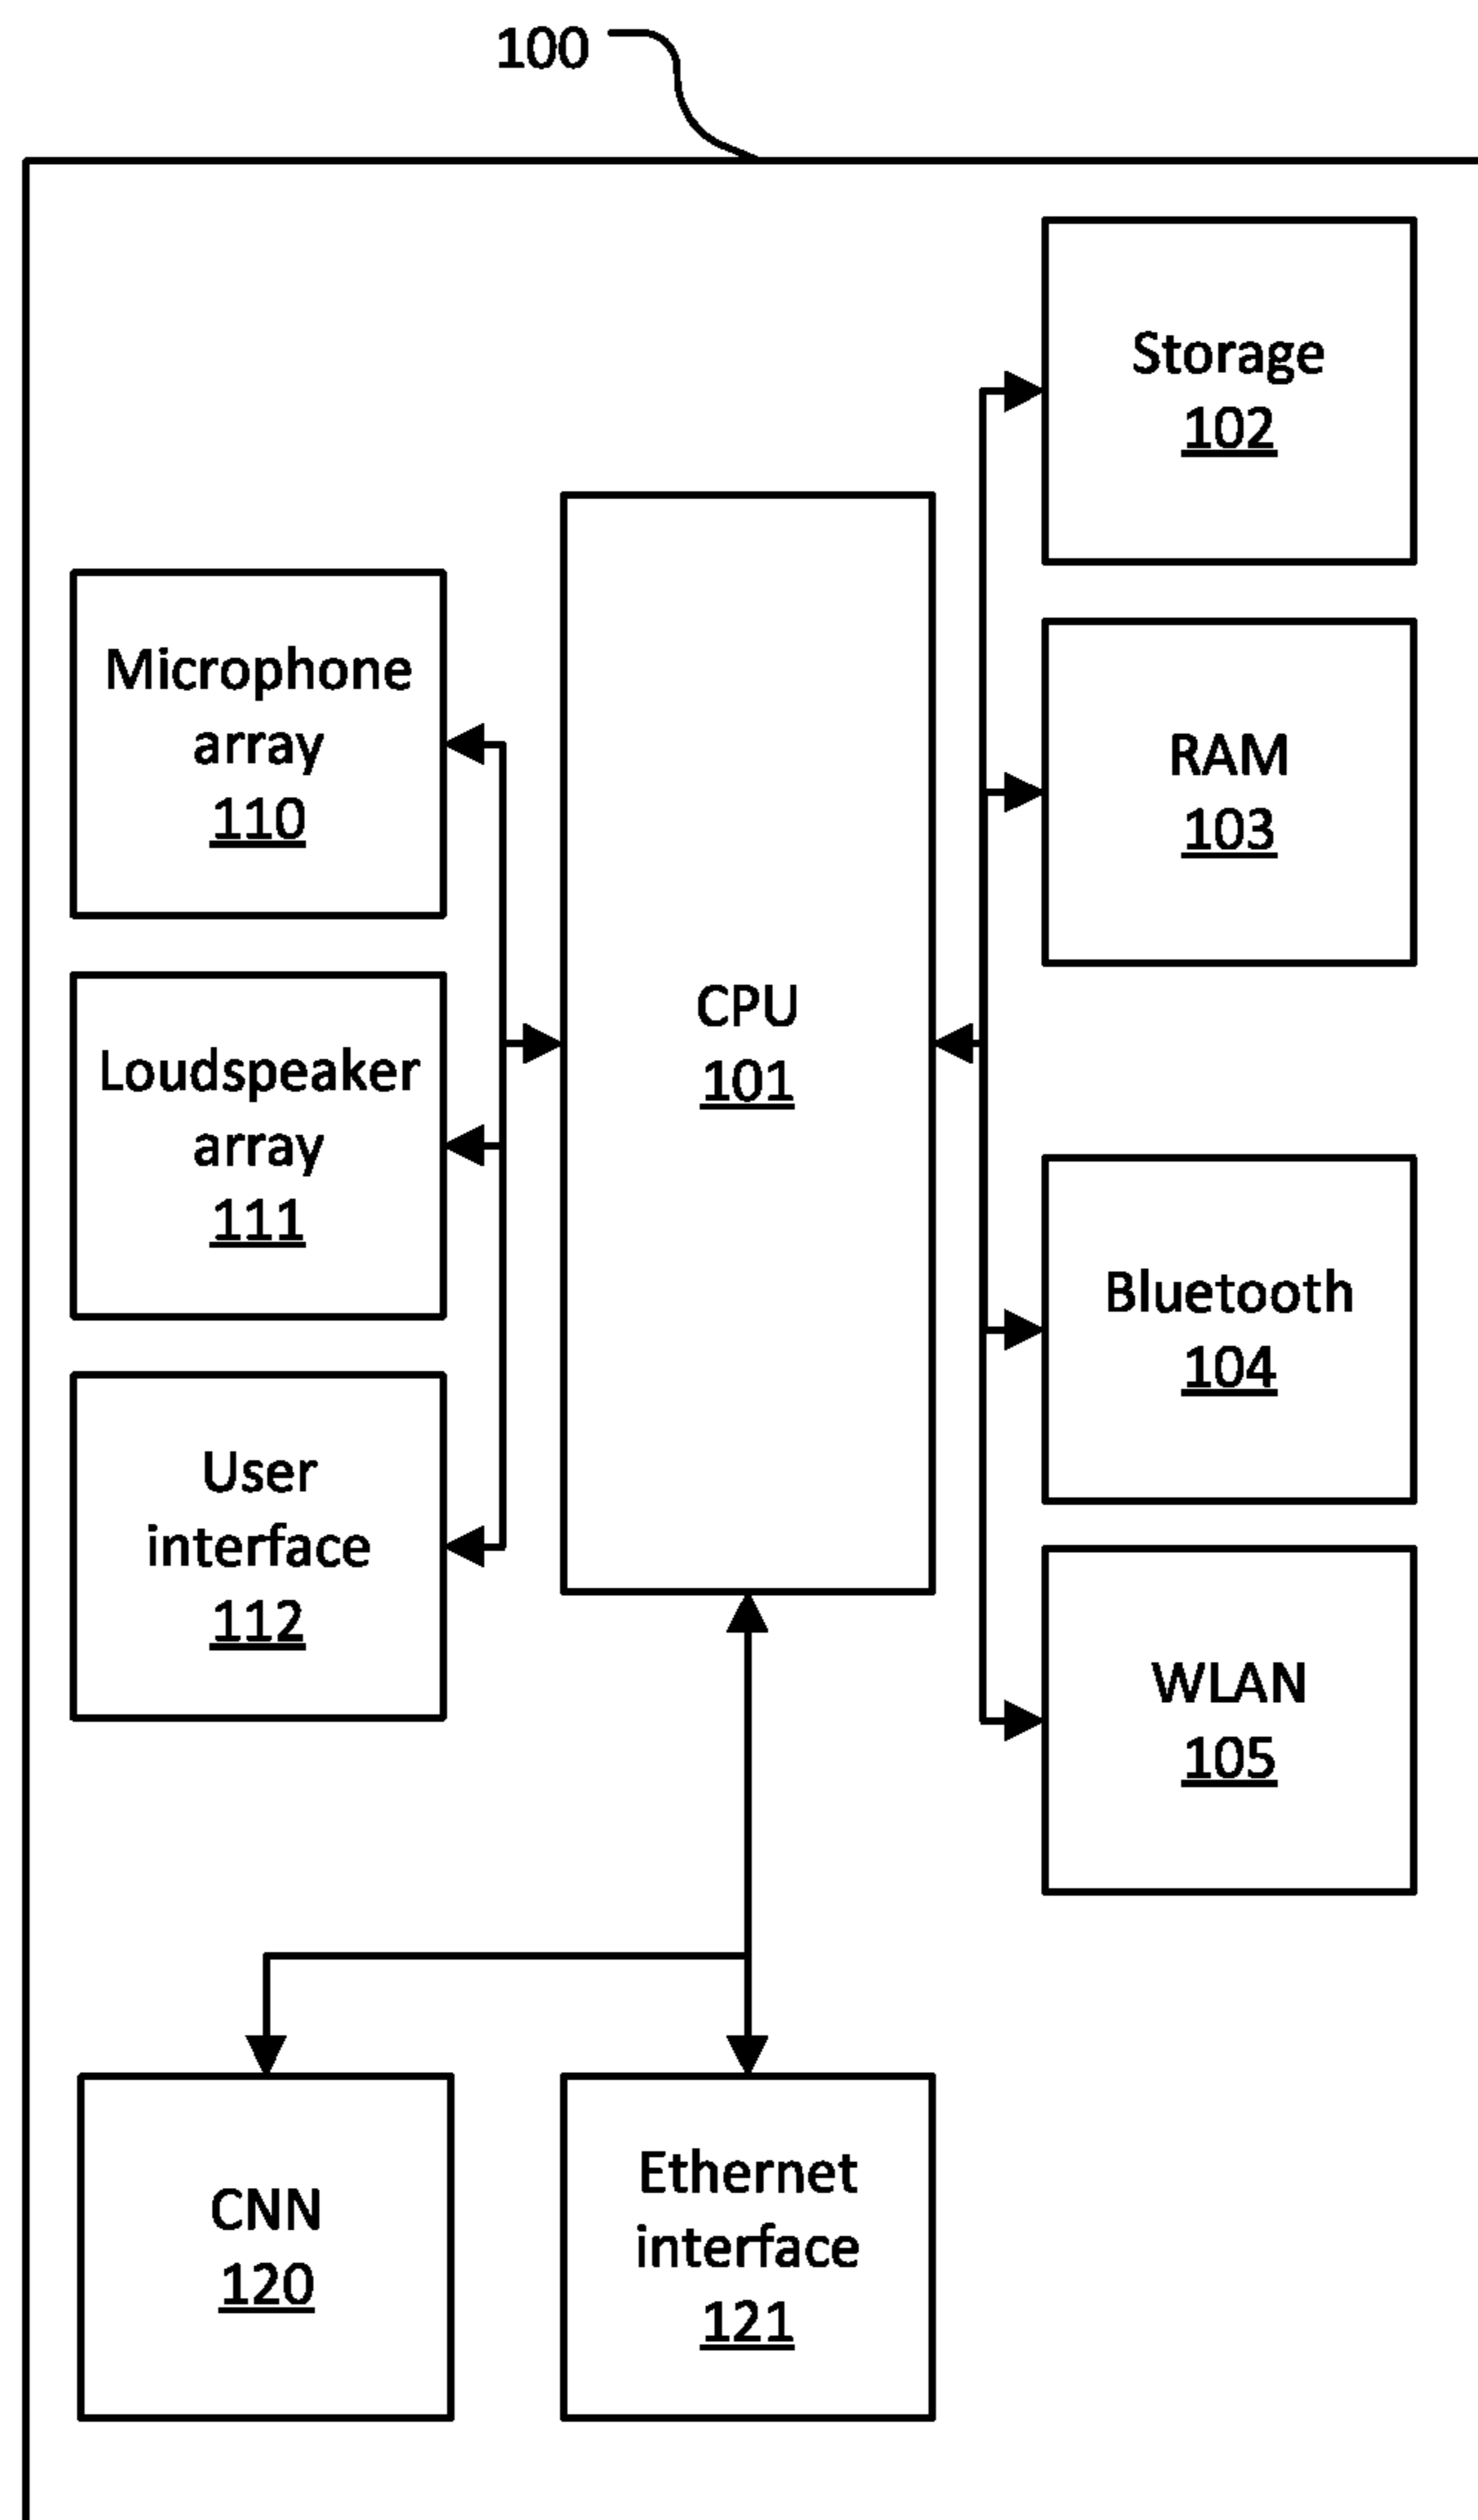 100
Storage
102
Microphone
array
110
RAM
103
CPU
101
Loudspeaker
array
111
Bluetooth
104
User
interface
112
WLAN
105
CNN
120
Ethernet
interface
121